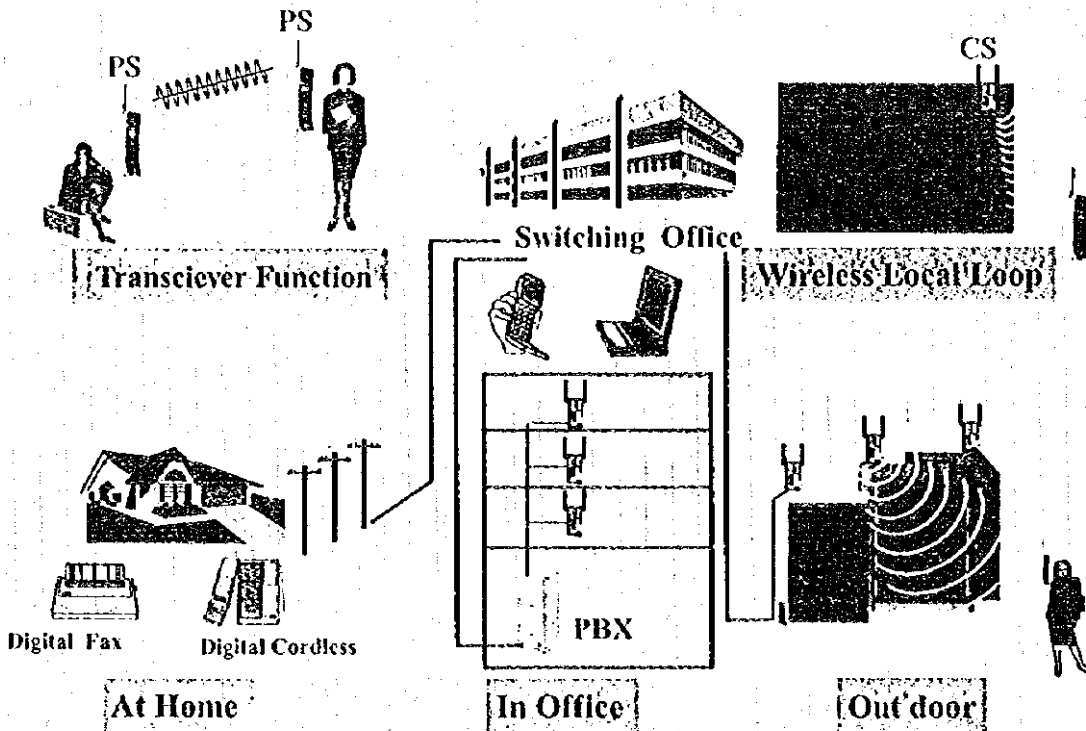 PS
PS
CS
Transciever Function
Switching Office
Wireless Local Loop
PBX
Digital Fax
Digital Cordless
At Home
In Office
Out door